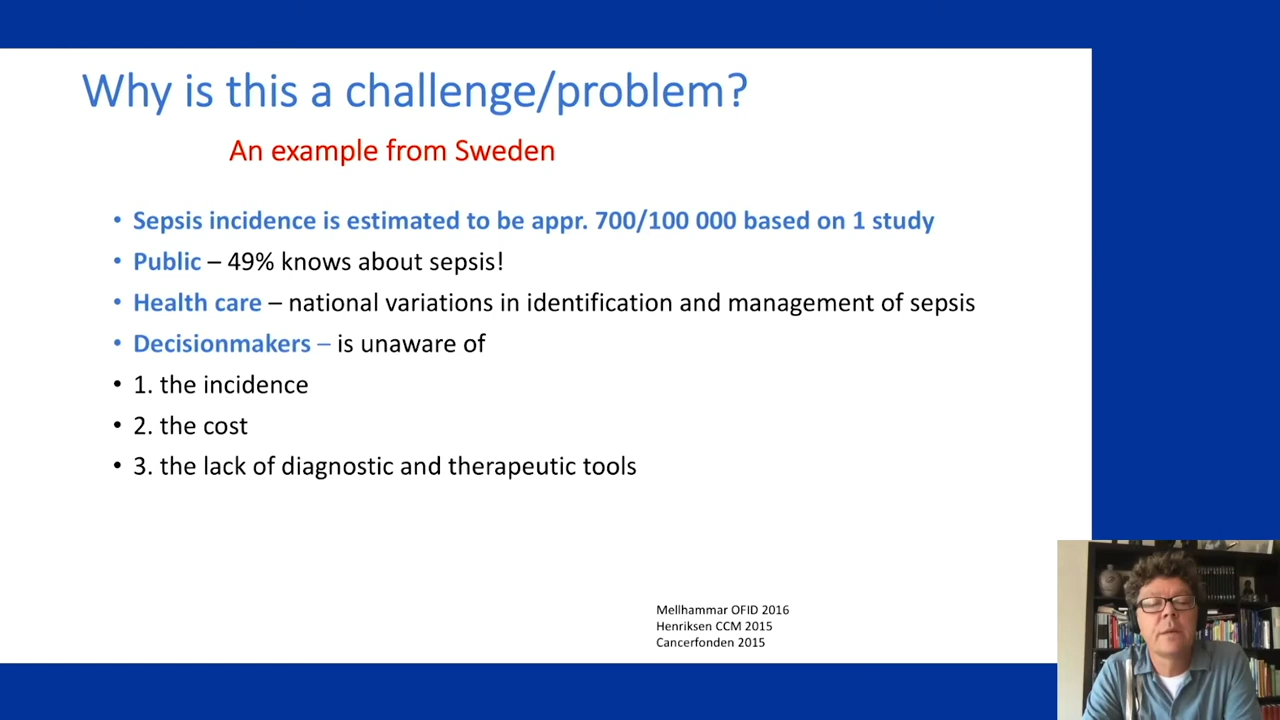 Why is this a challenge/problem?
An example from Sweden
• Sepsis incidence is estimated to be appr. 700/100 000 based on 1 study
• Public – 49% knows about sepsis!
• Health care – national variations in identification and management of sepsis
• Decisionmakers – is unaware of
• 1. the incidence
• 2. the cost
• 3. the lack of diagnostic and therapeutic tools
Mellhammar OFID 2016
Henriksen CCM 2015
Cancerfonden 2015